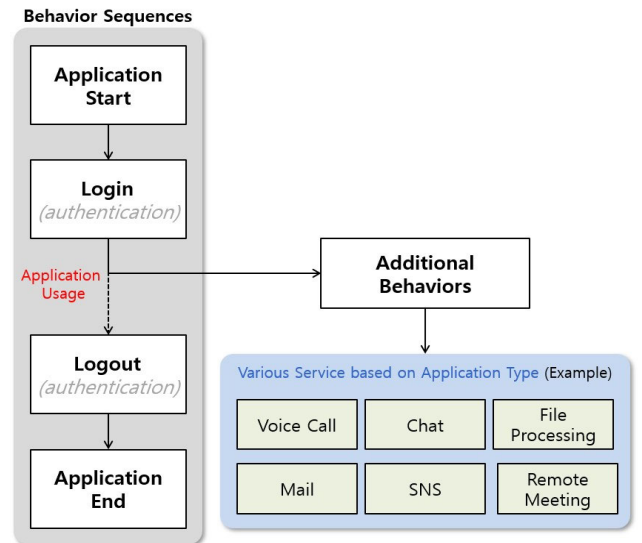 Behavior Sequences
Application
Start
Login
(authentication)
Application
Usage
Additional
Behaviors
Logout
(authentication)
Application
End
Various Service based on Application Type (Example)
Voice Call
Chat
File
Processing
Mail
SNS
Remote
Meeting